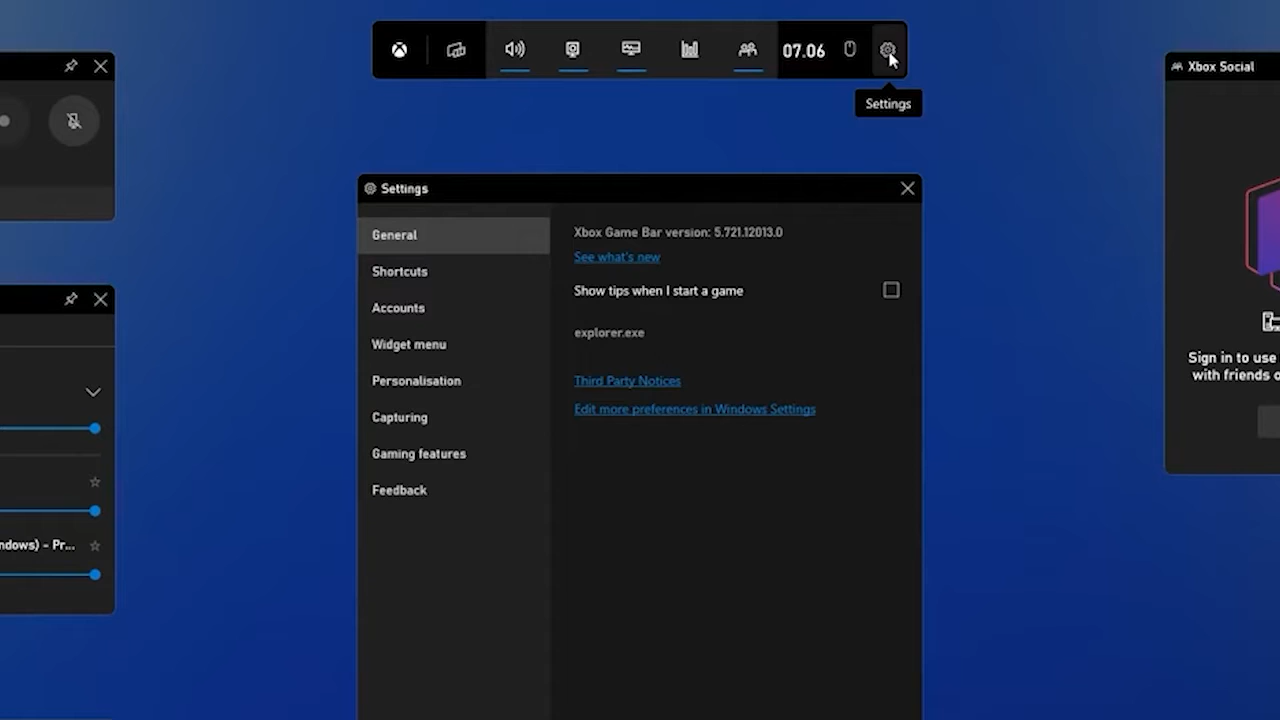 07.06
Settings
Xbox Social
Settings
General
Shortcuts
Accounts
Widget menu
Personalisation
Capturing
Gaming features
Feedback
Xbox Game Bar version: 5.721.12013.0
See what's new
Show tips when I start a game
explorer.exe
Third Party Notices
Edit more preferences in Windows Settings
ndows) - Pr...
Sign in to use
with friends o